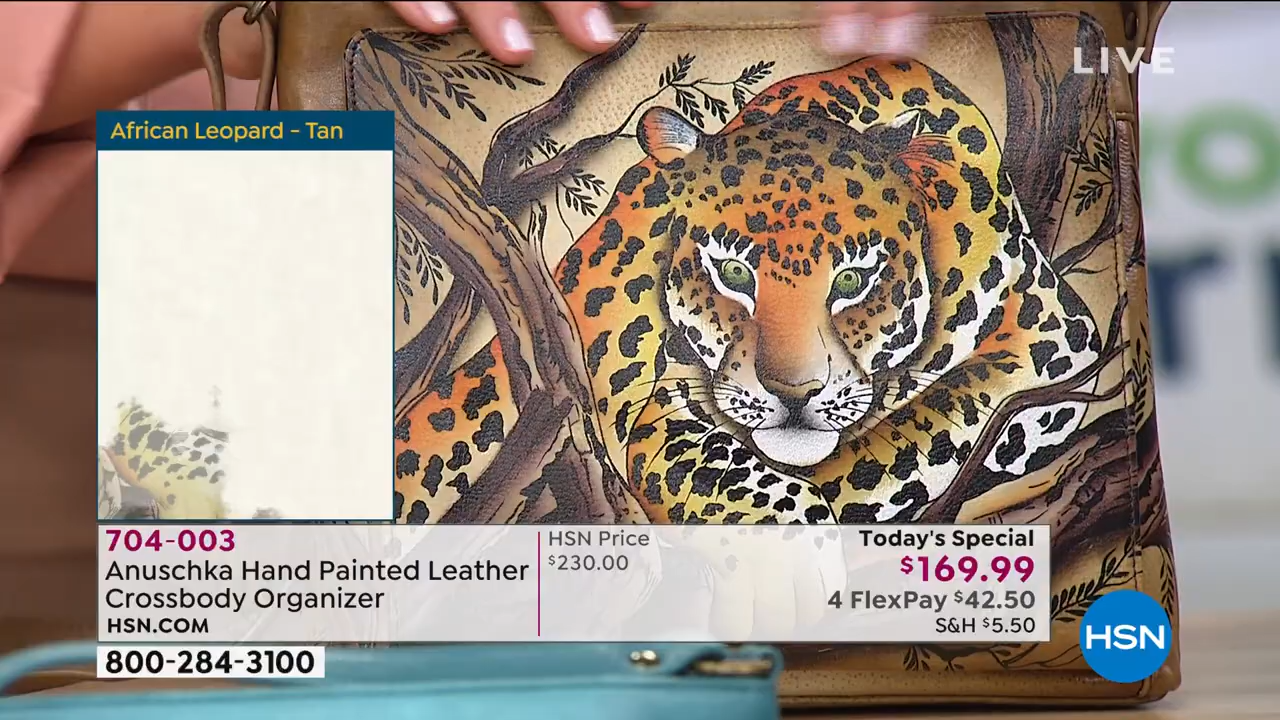 LIVE
African Leopard - Tan
704-003
Anuschka Hand Painted Leather
Crossbody Organizer
HSN.COM
HSN Price
$230.00
Today's Special
$169.99
4 FlexPay $42.50
S&H $5.50
HSN
800-284-3100